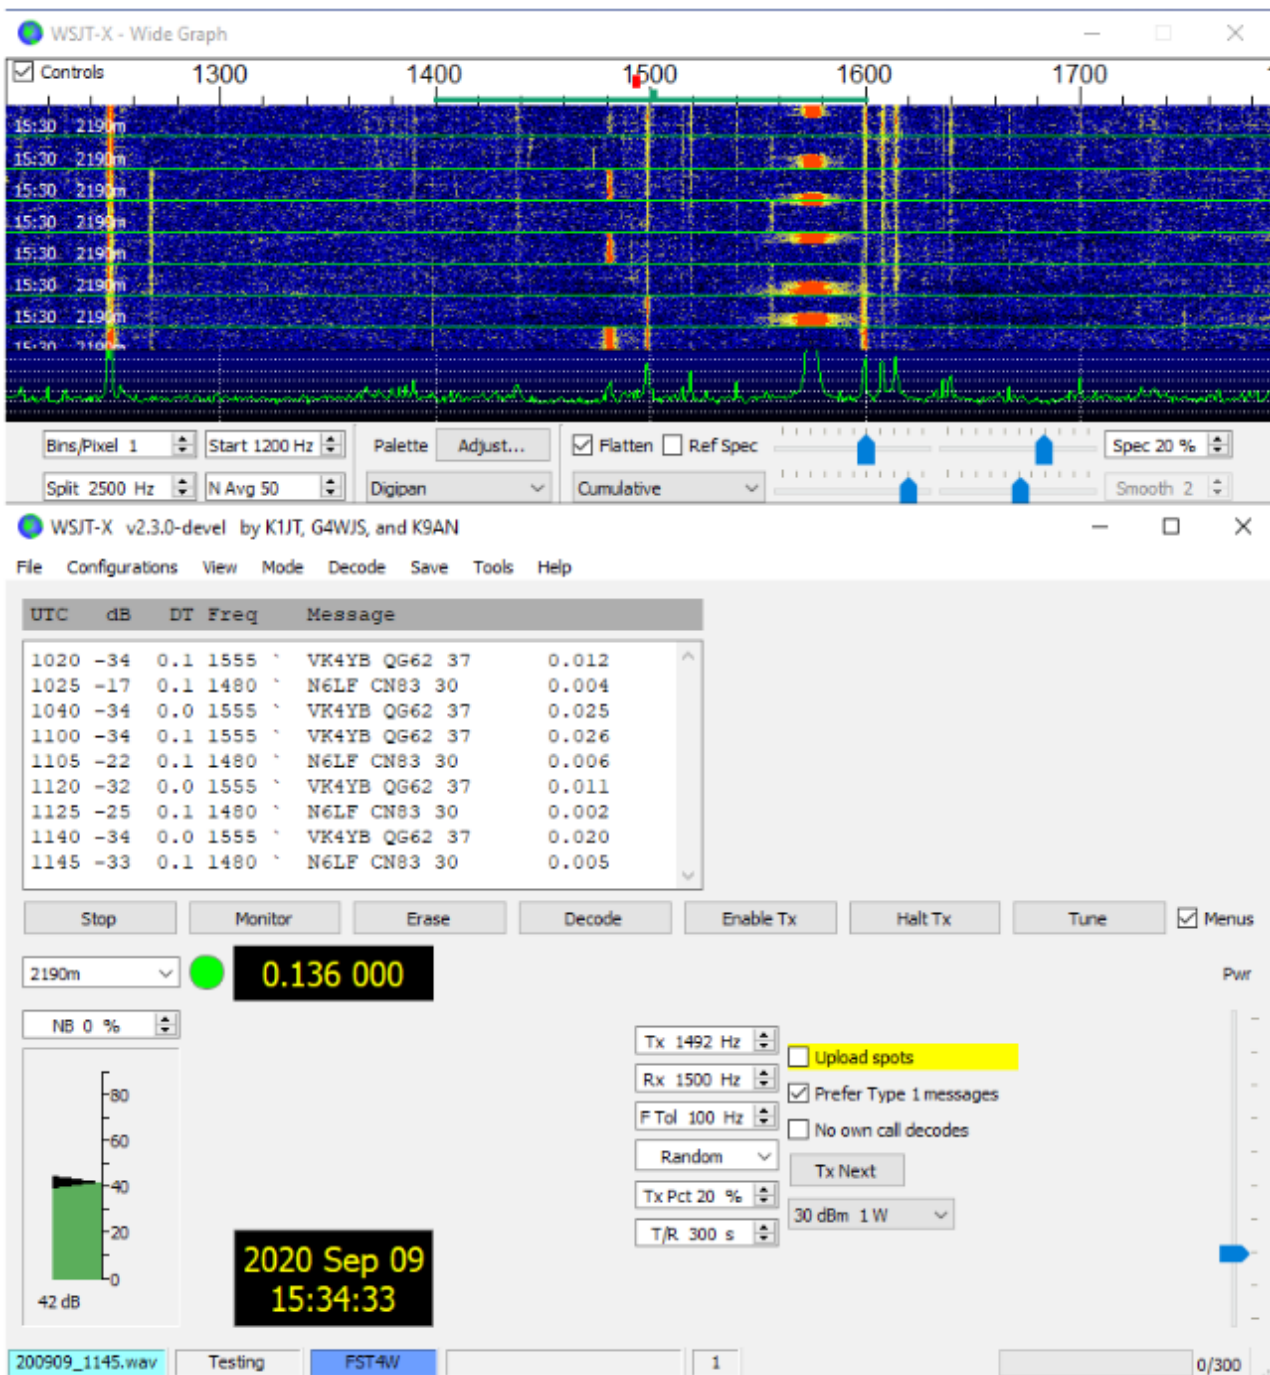 WSJT-X - Wide Graph
Controls 1300 1400 1500 1600 1700
15:30 2190m
15:30 2190m
15:30 2190m
15:30 2190m
15:30 2190m
15:30 2190m
15:30 2190m
15:30 2190m
Bins/Pixel 1 Start 1200 Hz Palette Adjust... Flatten Ref Spec Spec 20 %
Split 2500 Hz N Avg 50 Digipan Cumulative Smooth 2
WSJT-X v2.3.0-devel by K1JT, G4WJS, and K9AN
File Configurations View Mode Decode Save Tools Help
UTC dB DT Freq Message
1020 -34 0.1 1555 ` VK4YB QG62 37 0.012
1025 -17 0.1 1480 ` N6LF CN83 30 0.004
1040 -34 0.0 1555 ` VK4YB QG62 37 0.025
1100 -34 0.1 1555 ` VK4YB QG62 37 0.026
1105 -22 0.1 1480 ` N6LF CN83 30 0.006
1120 -32 0.0 1555 ` VK4YB QG62 37 0.011
1125 -25 0.1 1480 ` N6LF CN83 30 0.002
1140 -34 0.0 1555 ` VK4YB QG62 37 0.020
1145 -33 0.1 1480 ` N6LF CN83 30 0.005
Stop Monitor Erase Decode Enable Tx Halt Tx Tune Menus
2190m 0.136 000 Pwr
NB 0 %
Tx 1492 Hz Upload spots
Rx 1500 Hz Prefer Type 1 messages
F Tol 100 Hz No own call decodes
Random Tx Next
Tx Pct 20 % 30 dBm 1 W
T/R 300 s
80
60
40
20
0
42 dB
2020 Sep 09
15:34:33
200909_1145.wav Testing FST4W 1 0/300